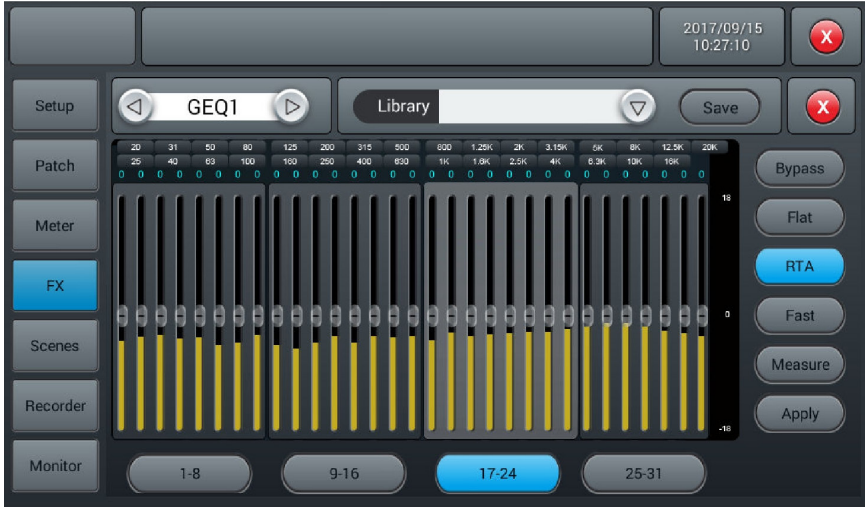 2017/09/15
10:27:10
X
Setup
GEQ1
Library
Save
X
20 31 50 80 125 200 315 500 800 1.25K 2K 3.15K 5K 8K 12.5K 20K
25 40 63 100 160 250 400 630 1K 1.6K 2.5K 4K 6.3K 10K 16K
0 0 0 0 0 0 0 0 0 0 0 0 0 0 0 0 0 0 0 0 0 0 0 0 0 0 0 0 0 0 0
Patch
Bypass
18
Meter
Flat
FX
RTA
0
Fast
Scenes
Measure
Recorder
Apply
-18
Monitor
1-8
9-16
17-24
25-31